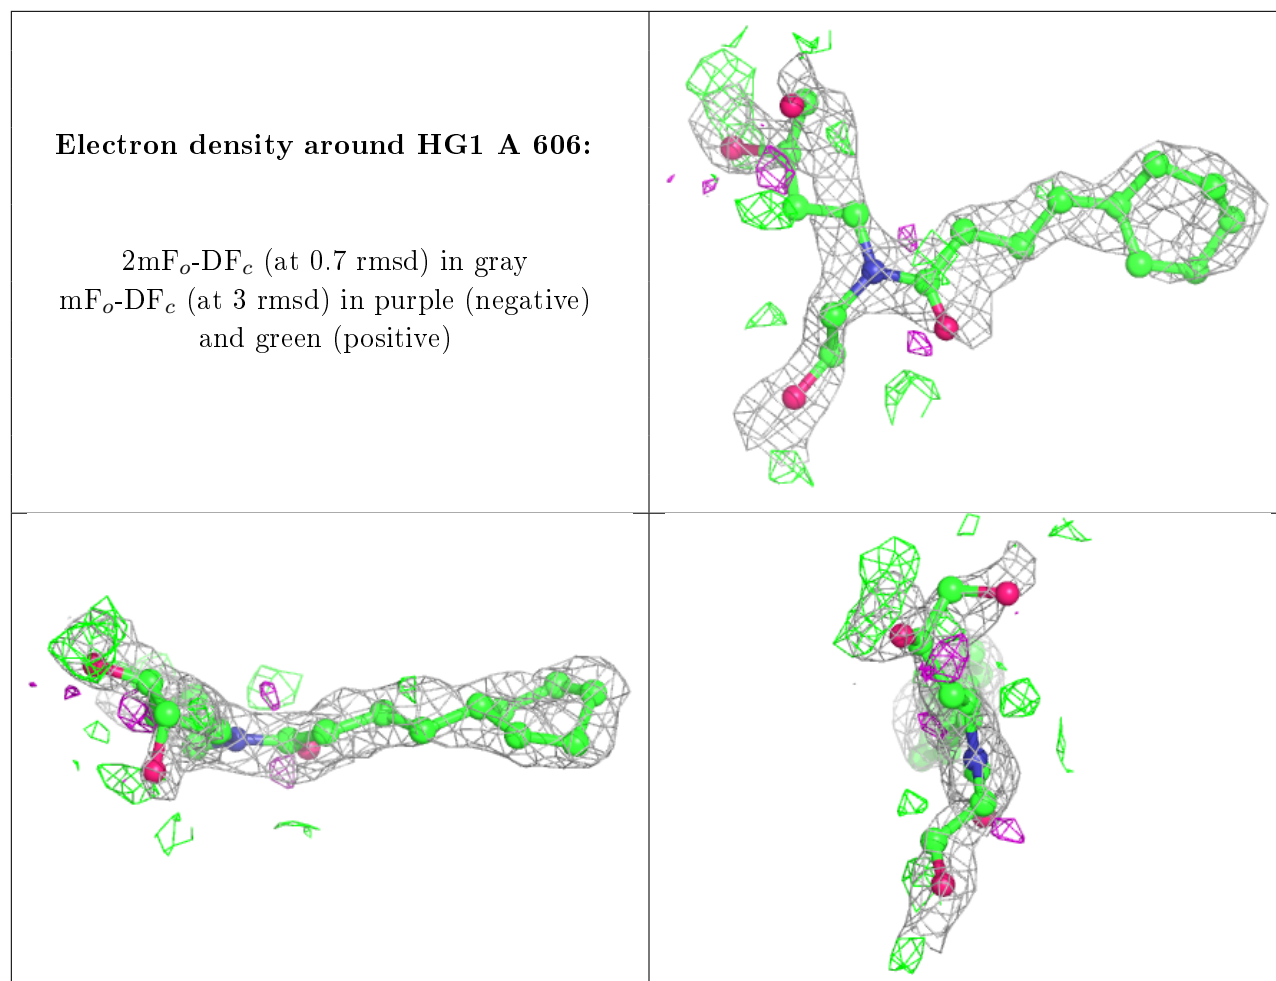 Electron density around HG1 A 606:
2mFo-DFc (at 0.7 rmsd) in gray
mFo-DFc (at 3 rmsd) in purple (negative)
and green (positive)